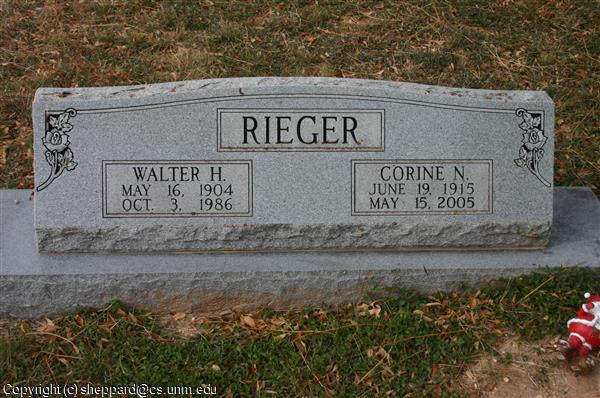 RIEGER
WALTER H.
MAY 16, 1904
OCT. 3, 1986
CORINE N.
JUNE 19, 1915
MAY 15, 2005
Copyright (c) sheppard@cs.unm.edu